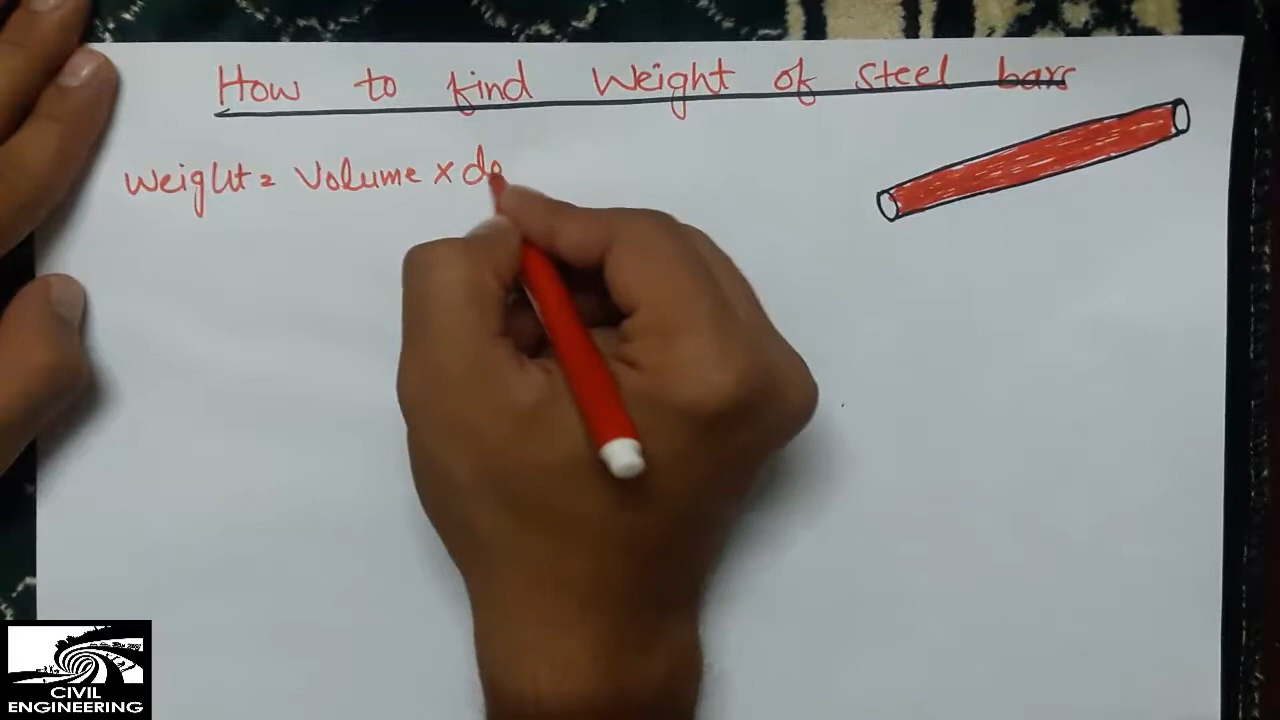 How to find Weight of Steel bars
Weight = Volume × de
CIVIL
ENGINEERING